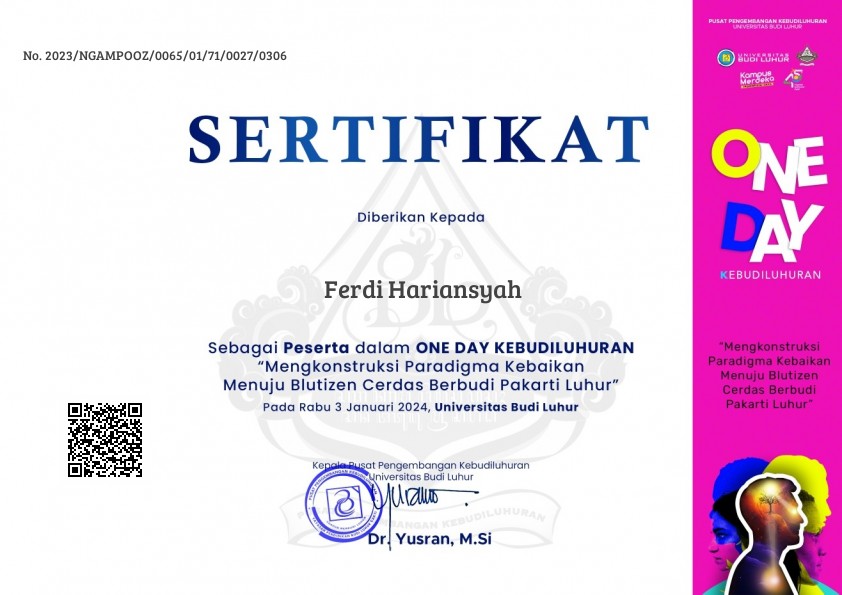 No. 2023/NGAMPOOZ/0065/01/71/0027/0306
SERTIFIKAT
Diberikan Kepada
Ferdi Hariansyah
Sebagai Peserta dalam ONE DAY KEBUDILUHURAN
“Mengkonstruksi Paradigma Kebaikan
Menuju Blutizen Cerdas Berbudi Pakarti Luhur”
Pada Rabu 3 Januari 2024, Universitas Budi Luhur
Kepala Pusat Pengembangan Kebudiluhuran
Universitas Budi Luhur
Dr. Yusran, M.Si
PUSAT PENGEMBANGAN KEBUDILUHURAN
UNIVERSITAS BUDI LUHUR
UNIVERSITAS
BUDI LUHUR
Kampus
Merdeka
ONE
DAY
KEBUDILUHURAN
“Mengkonstruksi
Paradigma Kebaikan
Menuju Blutizen
Cerdas Berbudi
Pakarti Luhur”